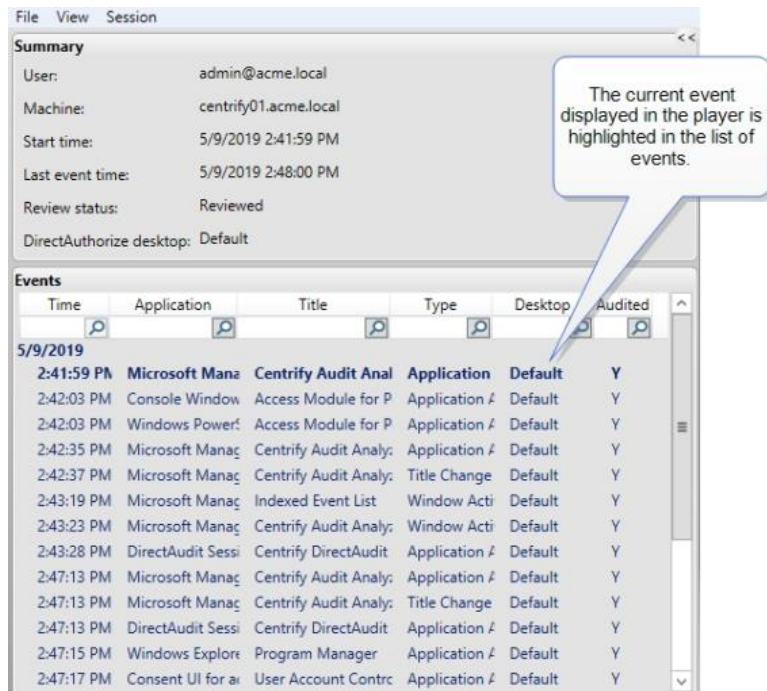 File View Session
<<
Summary
User: admin@acme.local
Machine: centrify01.acme.local
Start time: 5/9/2019 2:41:59 PM
Last event time: 5/9/2019 2:48:00 PM
Review status: Reviewed
DirectAuthorize desktop: Default
The current event
displayed in the player is
highlighted in the list of
events.
Events
Time Application Title Type Desktop Audited
5/9/2019
2:41:59 PM Microsoft Mana Centrify Audit Anal Application Default Y
2:42:03 PM Console Window Access Module for P Application A Default Y
2:42:03 PM Windows PowerS Access Module for P Application A Default Y
2:42:35 PM Microsoft Manag Centrify Audit Analy Application A Default Y
2:42:37 PM Microsoft Manag Centrify Audit Analy Title Change Default Y
2:43:19 PM Microsoft Manag Indexed Event List Window Acti Default Y
2:43:23 PM Microsoft Manag Centrify Audit Analy Window Acti Default Y
2:43:28 PM DirectAudit Sessi Centrify DirectAudit Application A Default Y
2:47:13 PM Microsoft Manag Centrify Audit Analy Application A Default Y
2:47:13 PM Microsoft Manag Centrify Audit Analy Title Change Default Y
2:47:13 PM DirectAudit Sessi Centrify DirectAudit Application A Default Y
2:47:15 PM Windows Explore Program Manager Application A Default Y
2:47:17 PM Consent UI for a User Account Contrc Application A Default Y